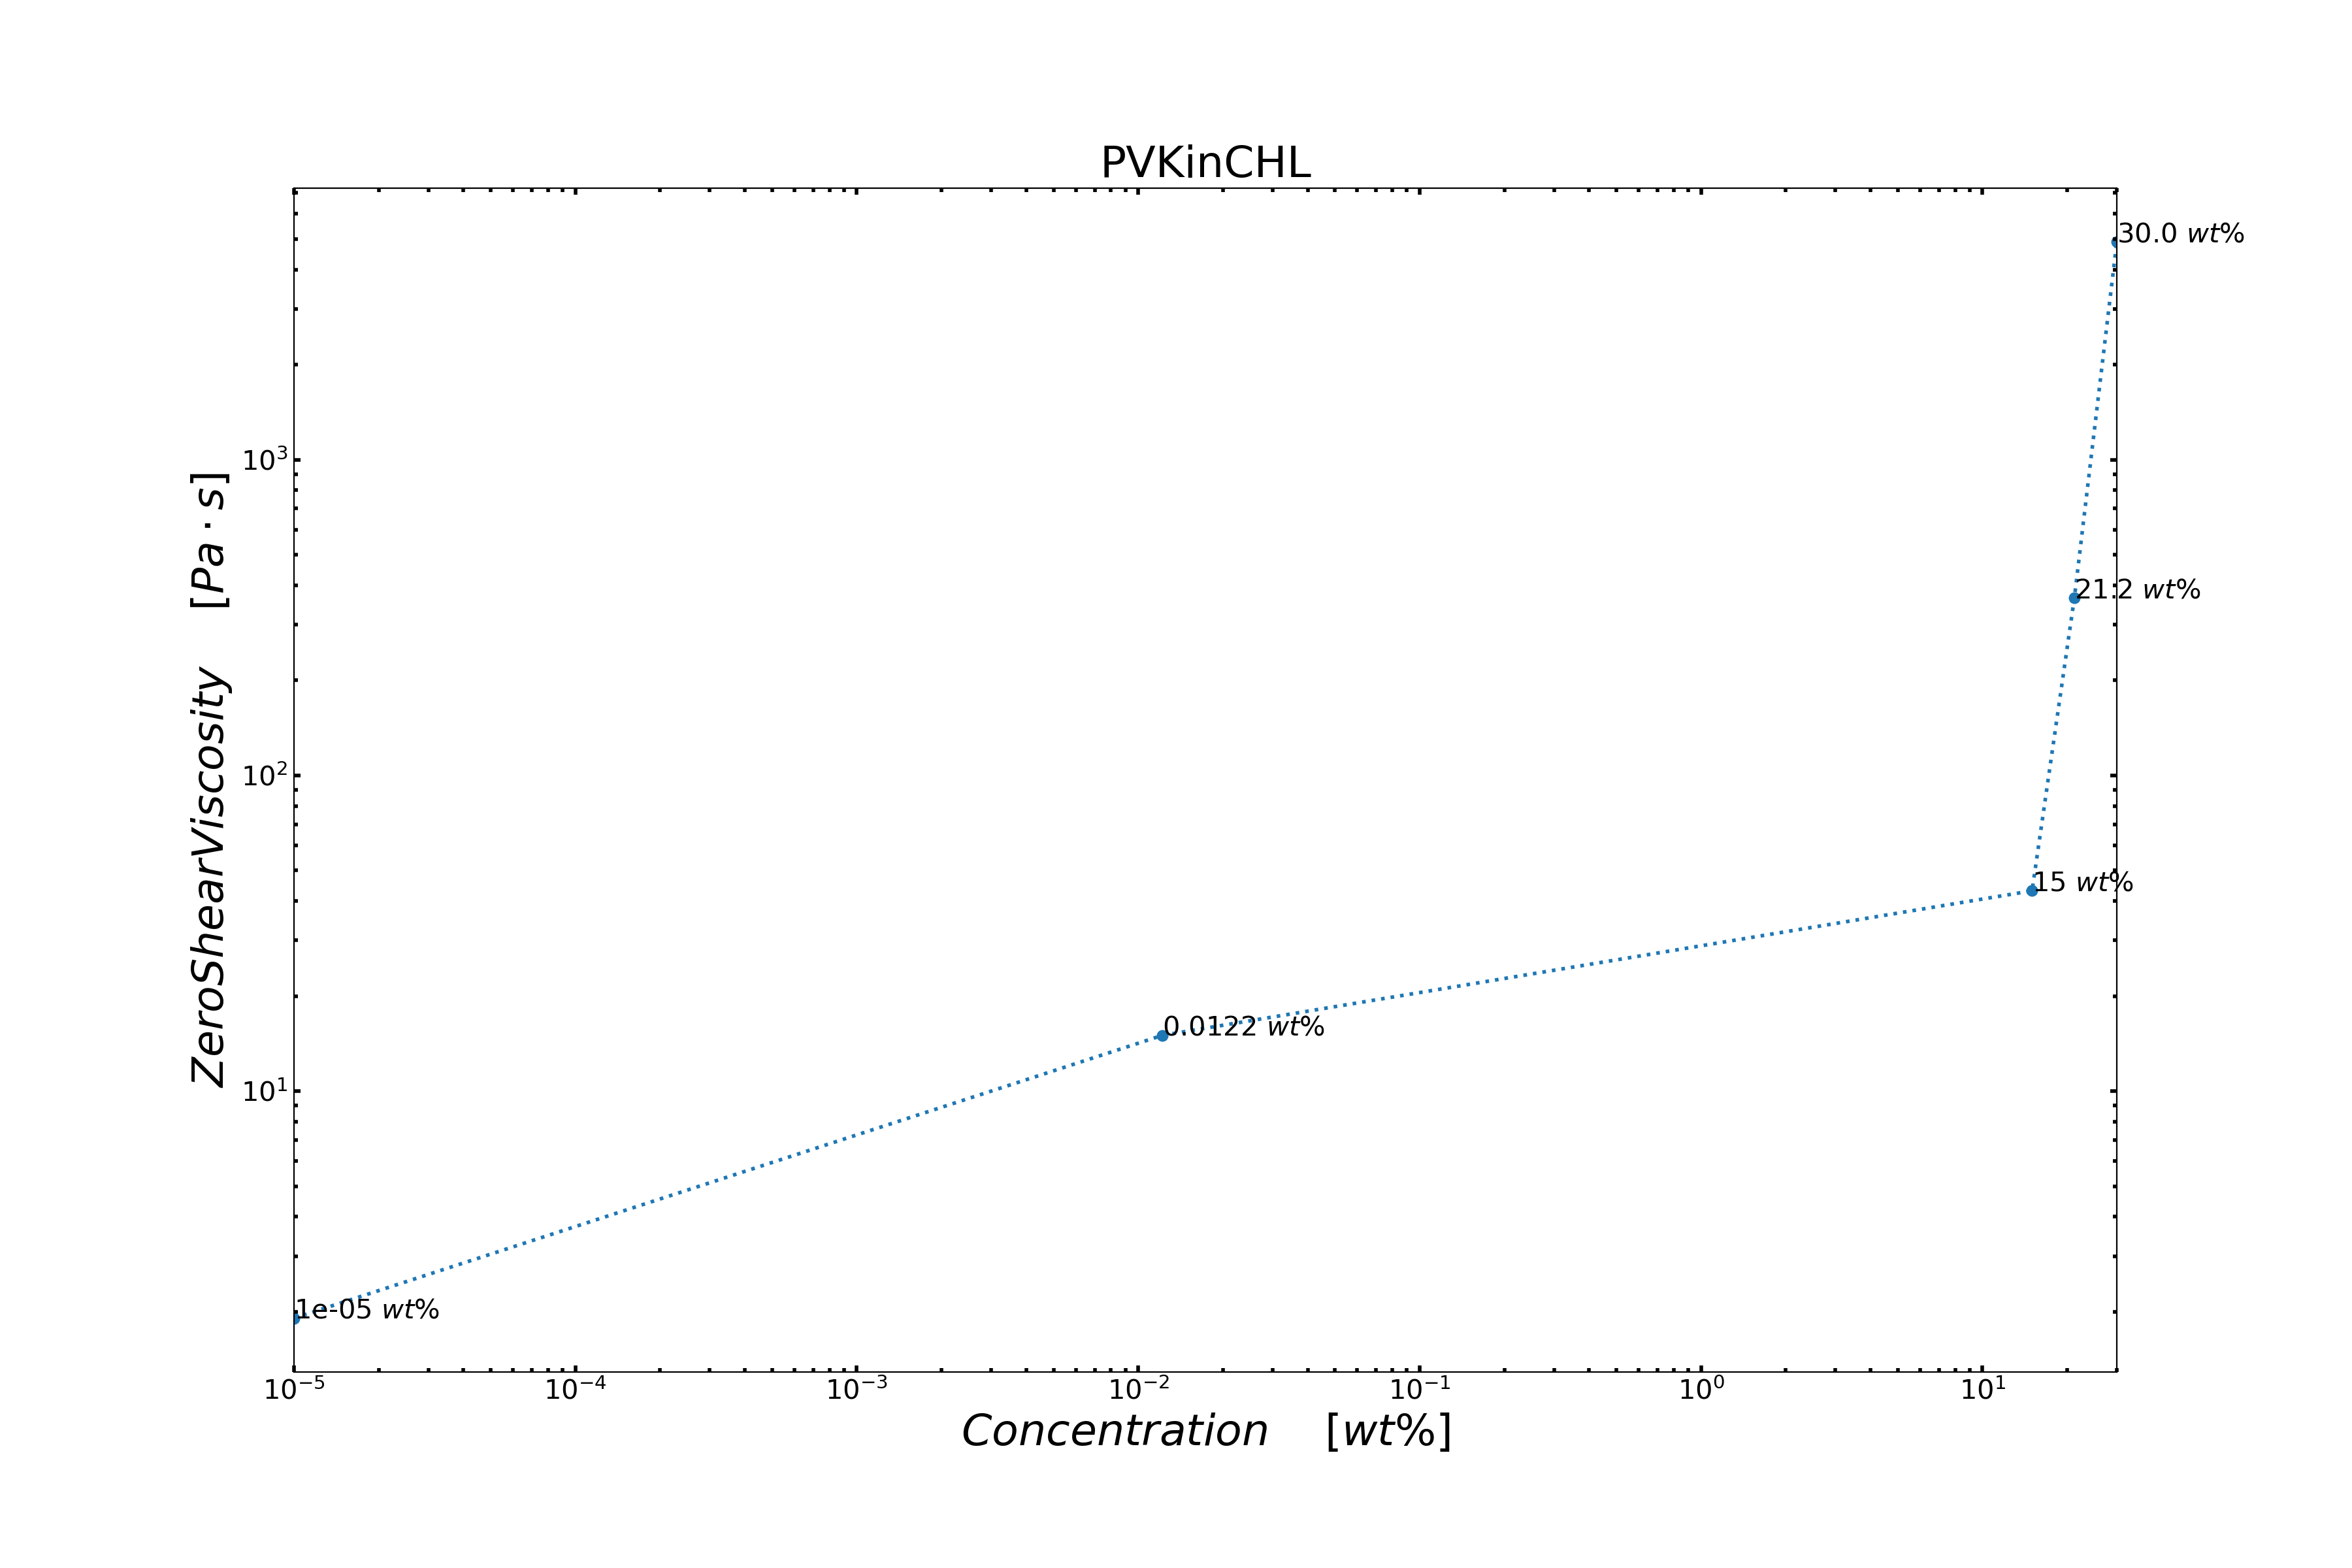 PVKinCHL
30.0 wt%
10³
ZeroShearViscosity [Pa · s]
21.2 wt%
10²
15 wt%
0.0122 wt%
10¹
1e-05 wt%
10⁻⁵ 10⁻⁴ 10⁻³ 10⁻² 10⁻¹ 10⁰ 10¹
Concentration [wt%]